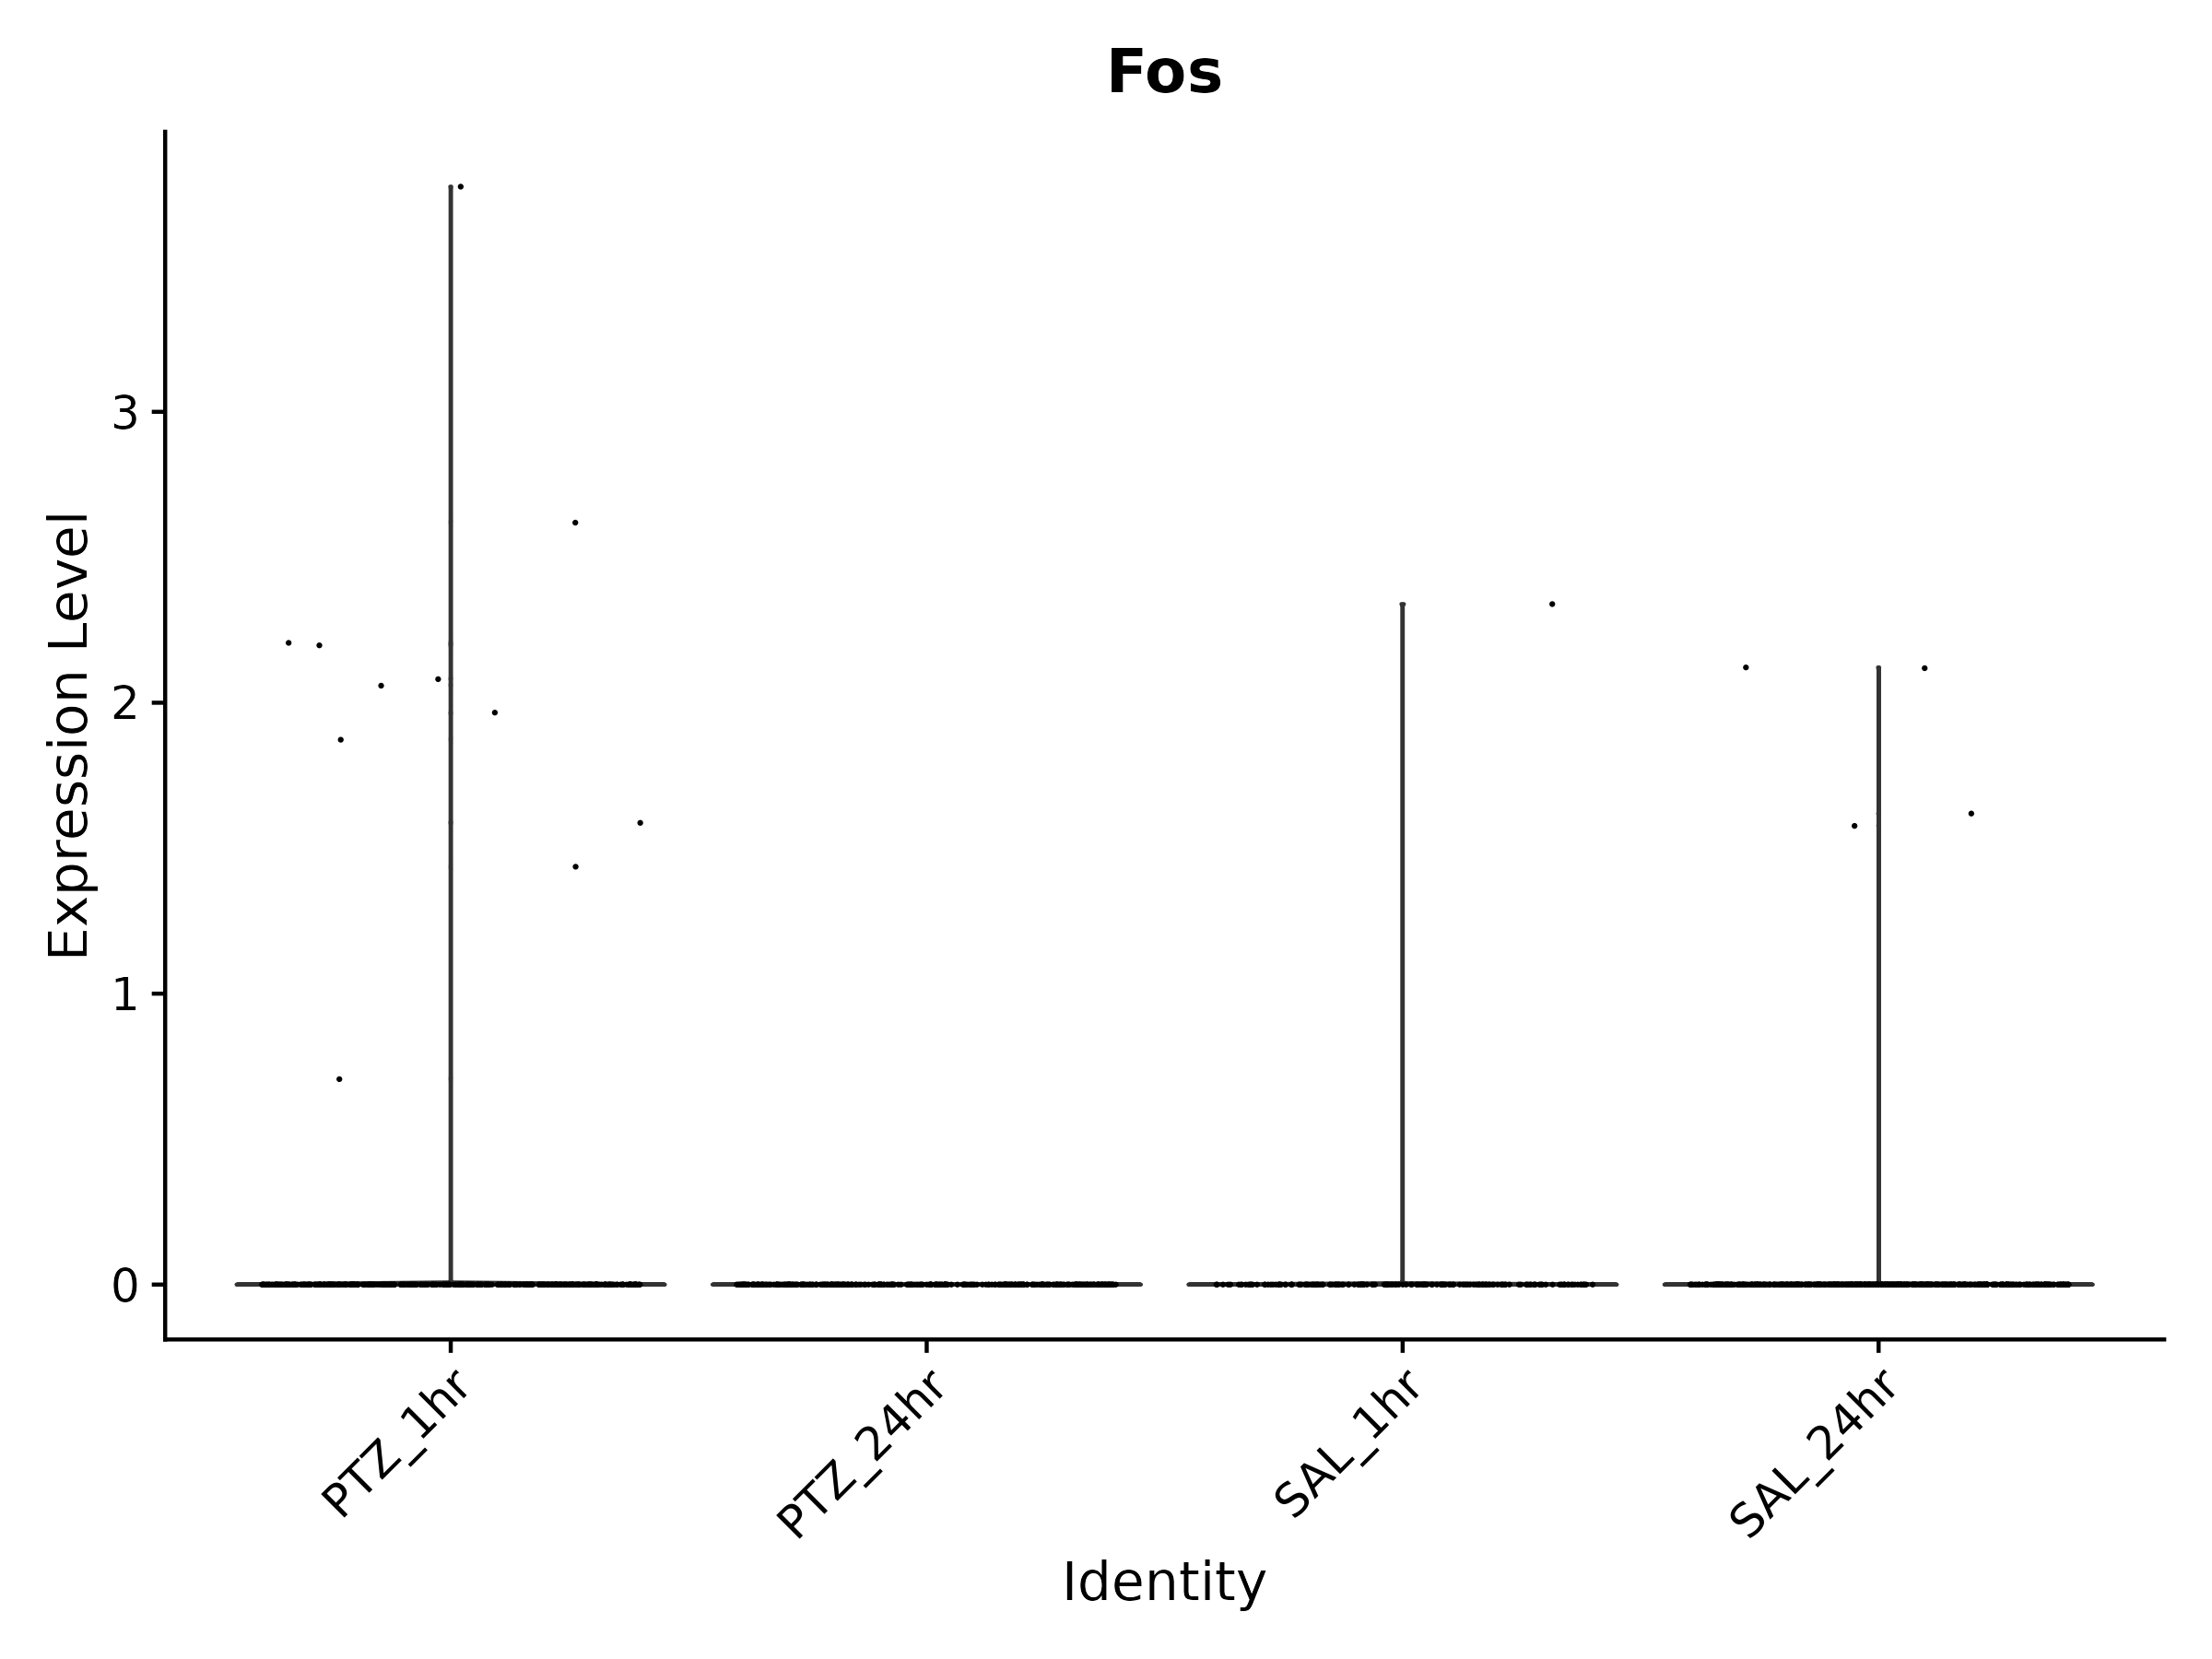 Fos
Expression Level
3
2
1
0
PTZ_1hr
PTZ_24hr
SAL_1hr
SAL_24hr
Identity